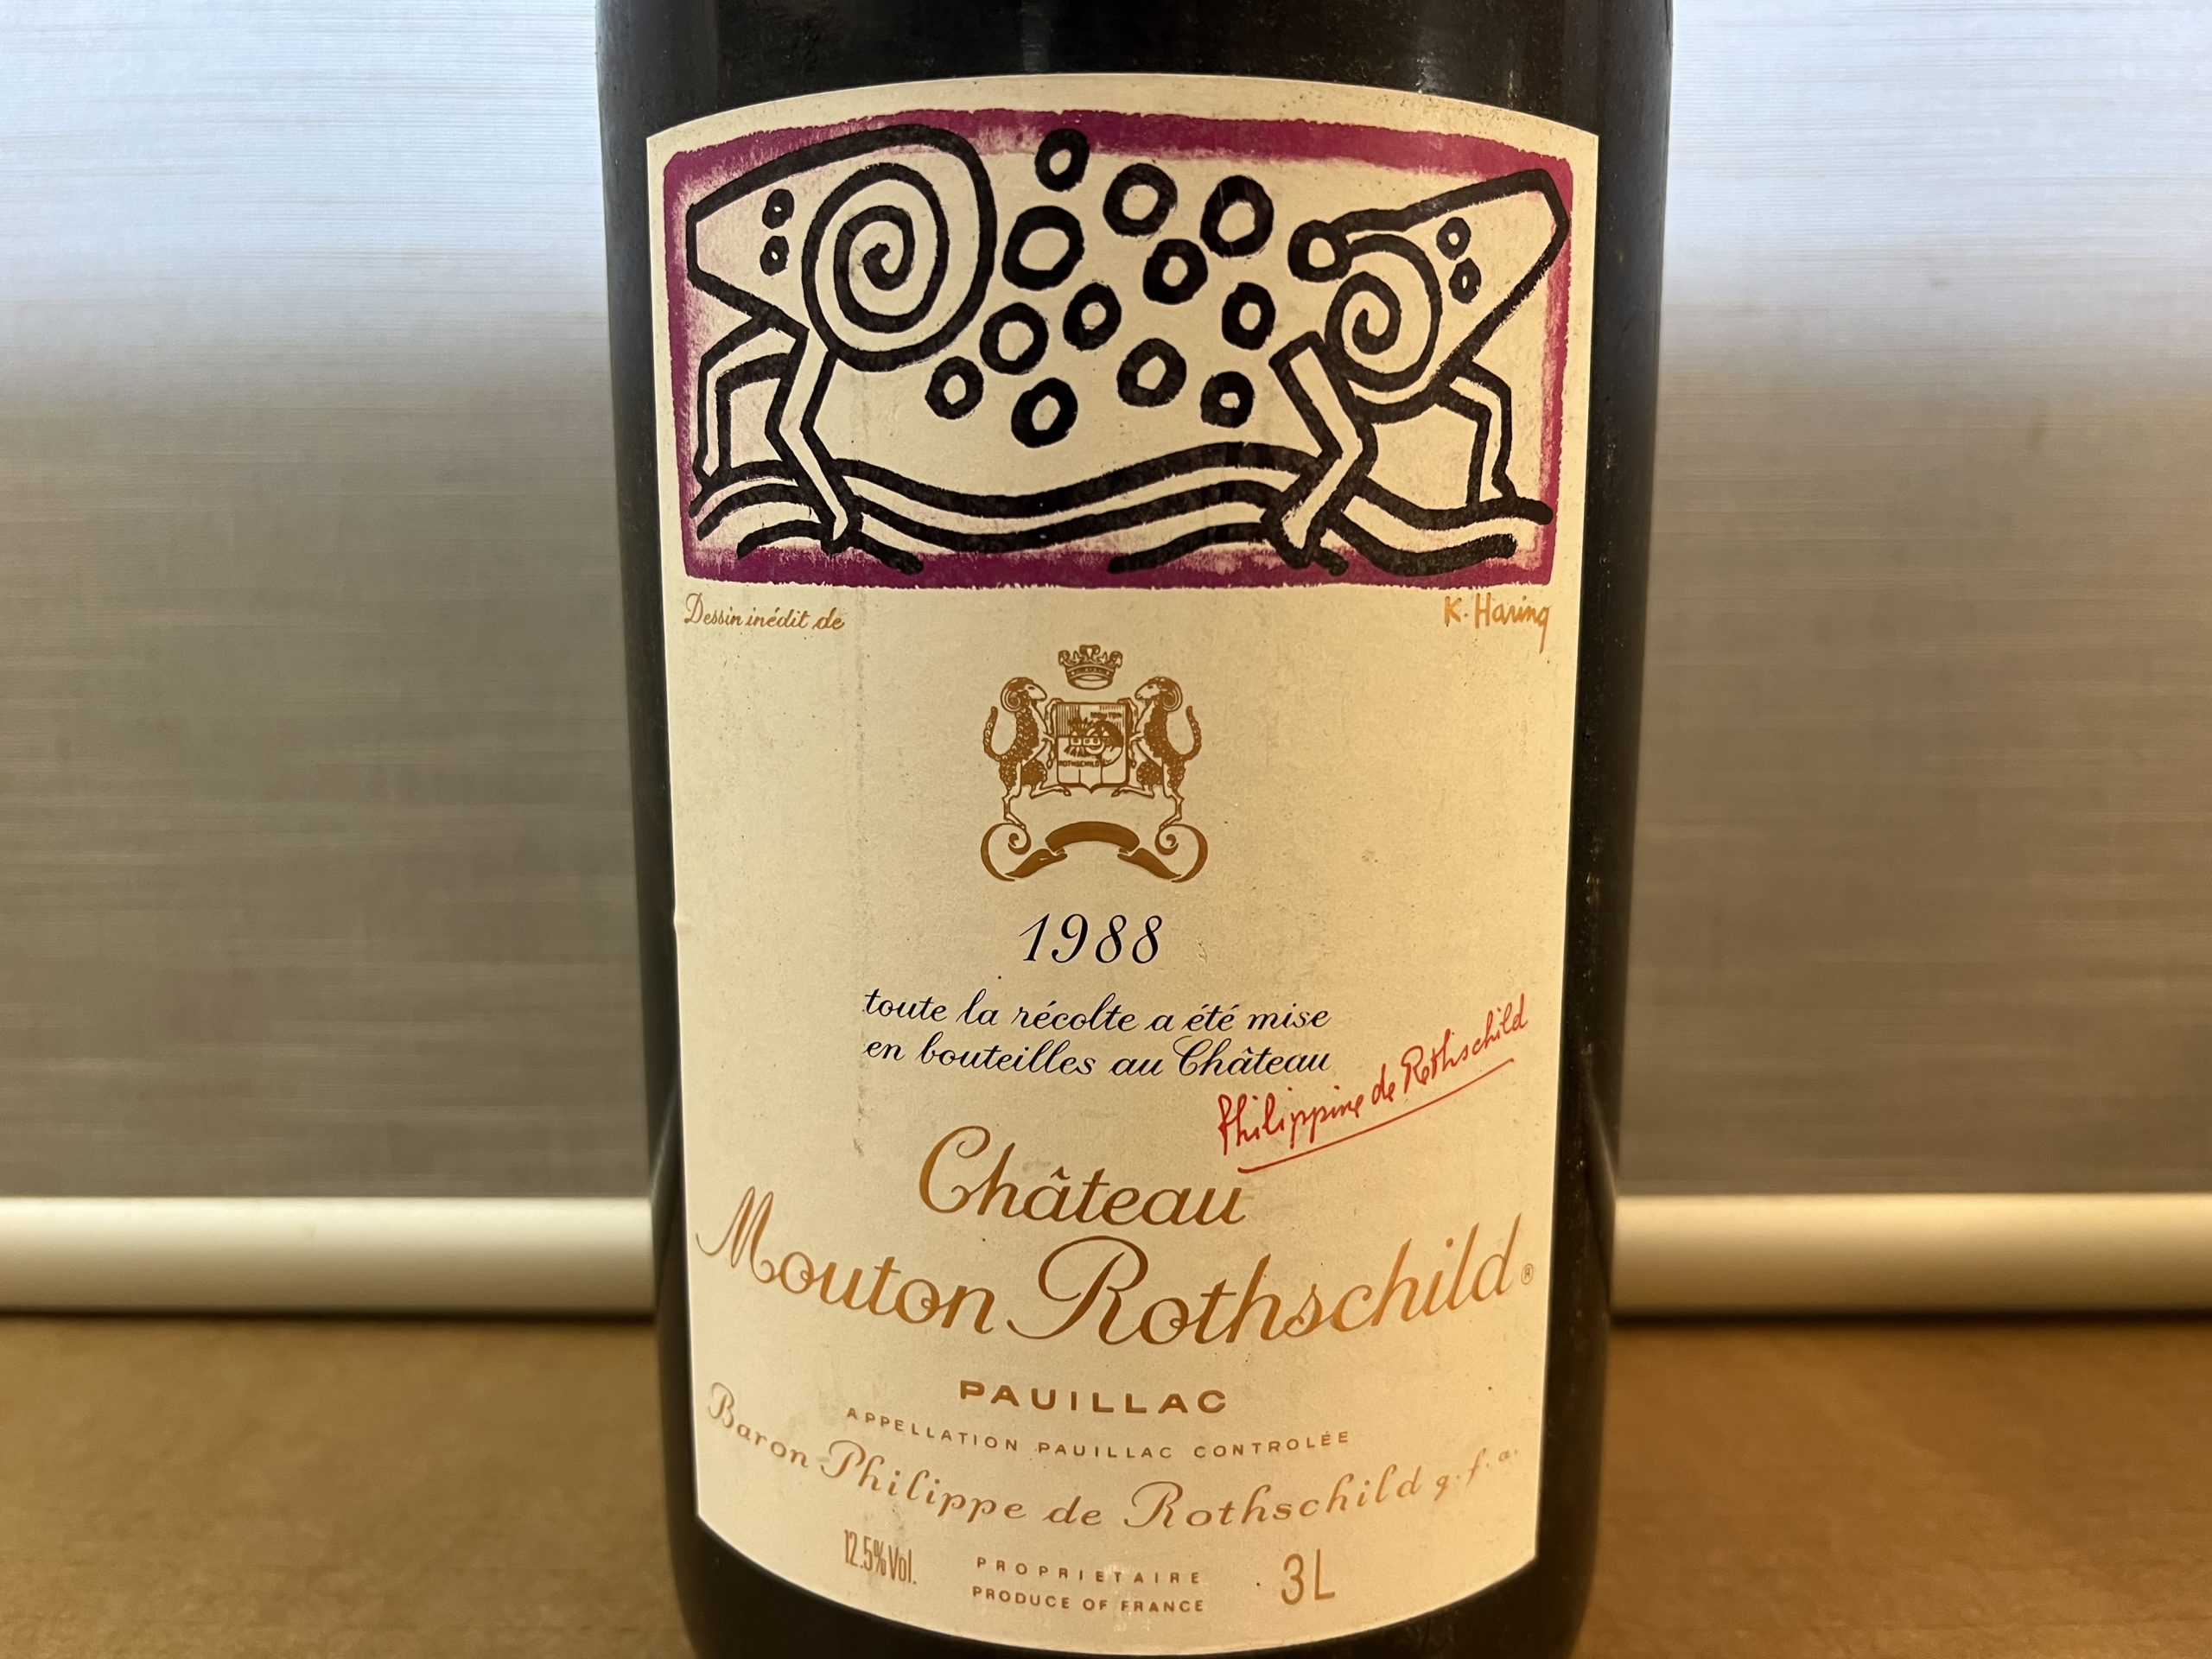 Dessin inédit de
K. Haring
ROTHSCHILD
1988
toute la récolte a été mise
en bouteilles au Château
Philippine de Rothschild
Château
Mouton Rothschild®
PAUILLAC
APPELLATION PAUILLAC CONTROLÉE
Baron Philippe de Rothschild g.f.a.
12.5%Vol.
PROPRIETAIRE
PRODUCE OF FRANCE
3L